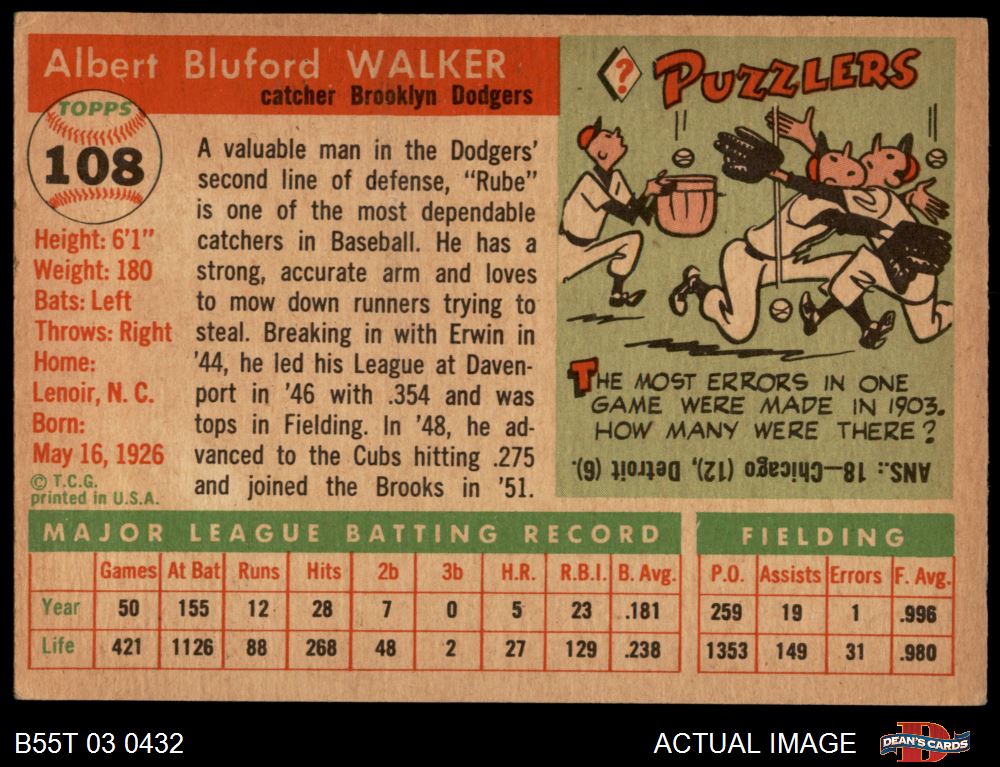 Albert Bluford WALKER
catcher Brooklyn Dodgers
TOPPS
108
Height: 6'1"
Weight: 180
Bats: Left
Throws: Right
Home:
Lenoir, N. C.
Born:
May 16, 1926
© T.C.G.
printed in U.S.A.
A valuable man in the Dodgers'
second line of defense, "Rube"
is one of the most dependable
catchers in Baseball. He has a
strong, accurate arm and loves
to mow down runners trying to
steal. Breaking in with Erwin in
'44, he led his League at Daven-
port in '46 with .354 and was
tops in Fielding. In '48, he ad-
vanced to the Cubs hitting .275
and joined the Brooks in '51.
?
PUZZLERS
THE MOST ERRORS IN ONE
GAME WERE MADE IN 1903.
HOW MANY WERE THERE?
ANS.: 18—Chicago (12), Detroit (6).
MAJOR LEAGUE BATTING RECORD
Games At Bat Runs Hits 2b 3b H.R. R.B.I. B. Avg.
Year 50 155 12 28 7 0 5 23 .181
Life 421 1126 88 268 48 2 27 129 .238
FIELDING
P.O. Assists Errors F. Avg.
259 19 1 .996
1353 149 31 .980
B55T 03 0432
ACTUAL IMAGE
D
DEAN'S CARDS